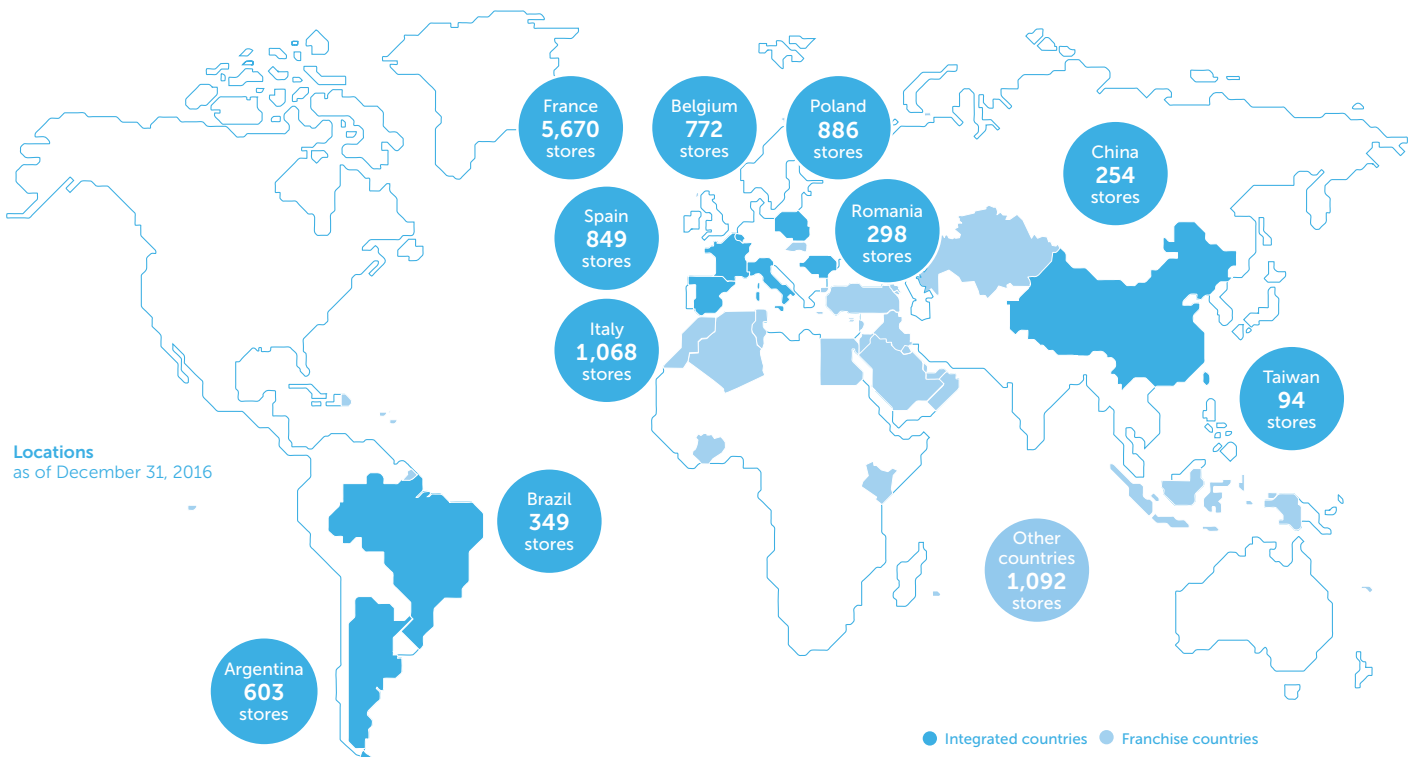 France
5,670
stores
Belgium
772
stores
Poland
886
stores
China
254
stores
Spain
849
stores
Romania
298
stores
Italy
1,068
stores
Taiwan
94
stores
Locations
as of December 31, 2016
Brazil
349
stores
Other
countries
1,092
stores
Argentina
603
stores
Integrated countries
Franchise countries